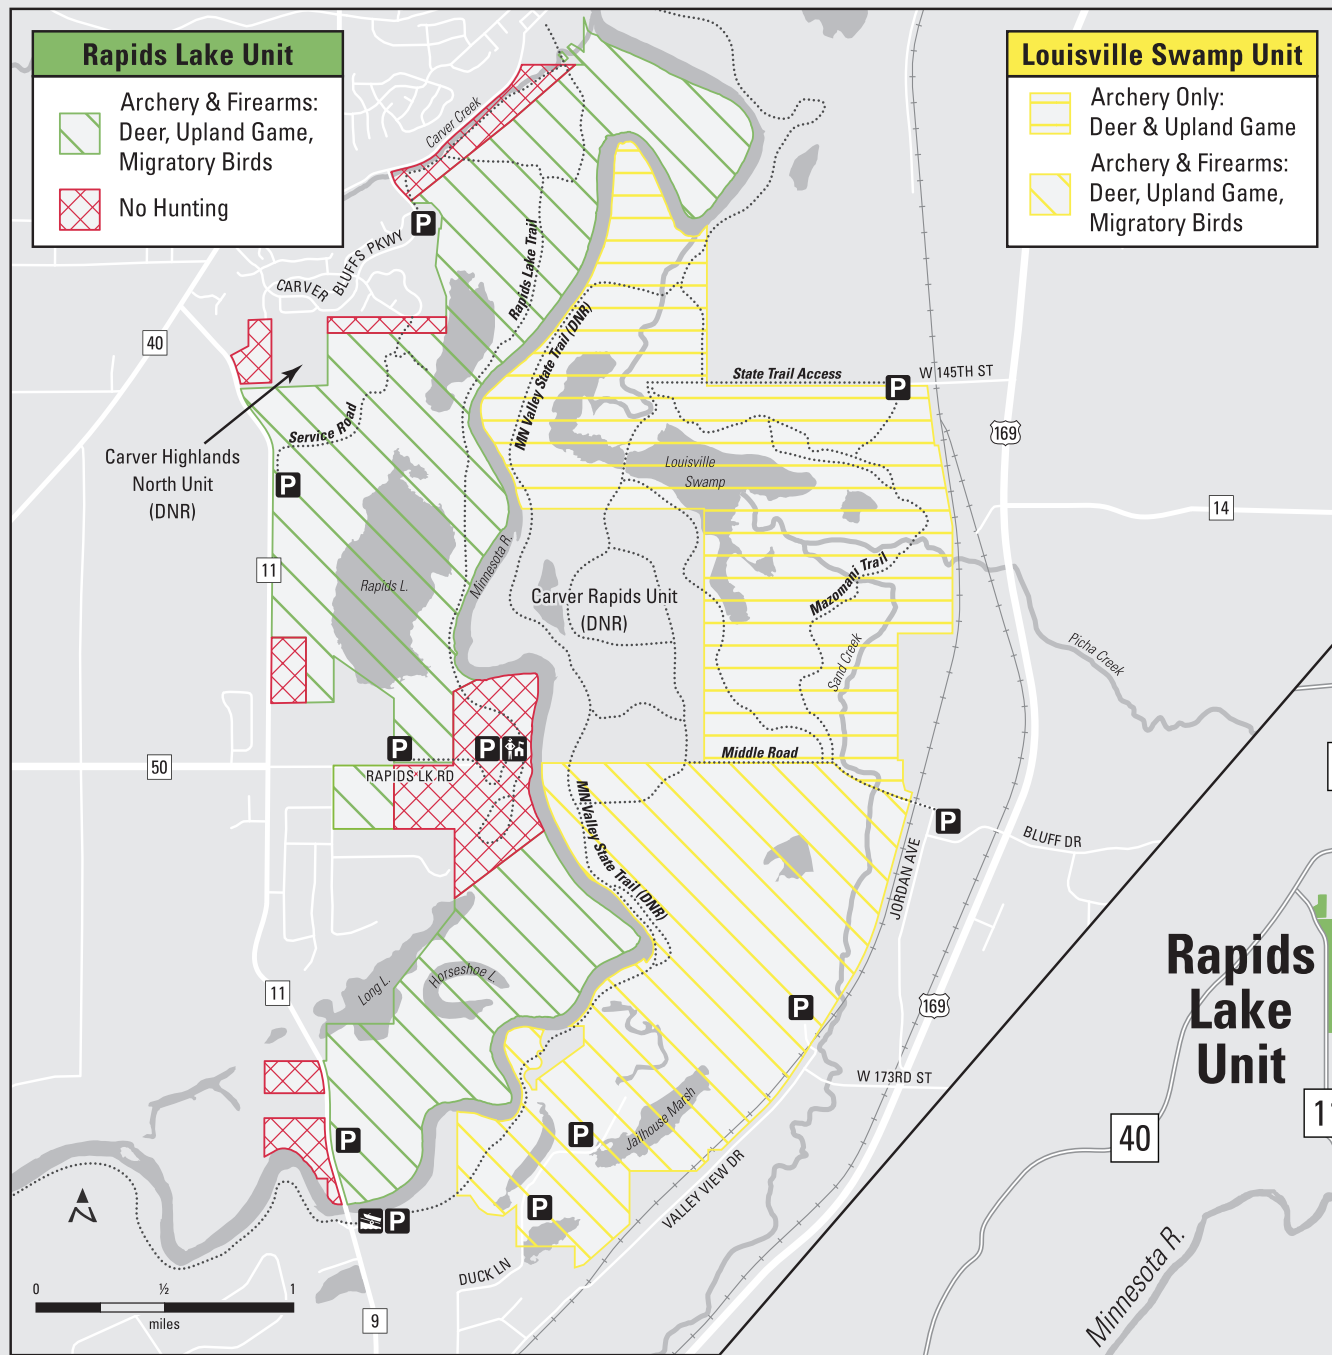 Rapids Lake Unit
Archery & Firearms:
Deer, Upland Game,
Migratory Birds
No Hunting
Louisville Swamp Unit
Archery Only:
Deer & Upland Game
Archery & Firearms:
Deer, Upland Game,
Migratory Birds
Carver Creek
P
CARVER BLUFFS PKWY
Rapids Lake Trail
MN Valley State Trail (DNR)
40
State Trail Access
P
W 145TH ST
169
Service Road
Carver Highlands
North Unit
(DNR)
P
Louisville
Swamp
14
11
Rapids L.
Minnesota R.
Carver Rapids Unit
(DNR)
Mazomani Trail
Sand Creek
Picha Creek
50
P
P
RAPIDS LK RD
Middle Road
MN Valley State Trail (DNR)
P
BLUFF DR
JORDAN AVE
11
Long L.
Horseshoe L.
P
169
W 173RD ST
Jailhouse Marsh
P
P
P
P
VALLEY VIEW DR
DUCK LN
N
0
½
1
miles
9
Rapids
Lake
Unit
40
11
Minnesota R.